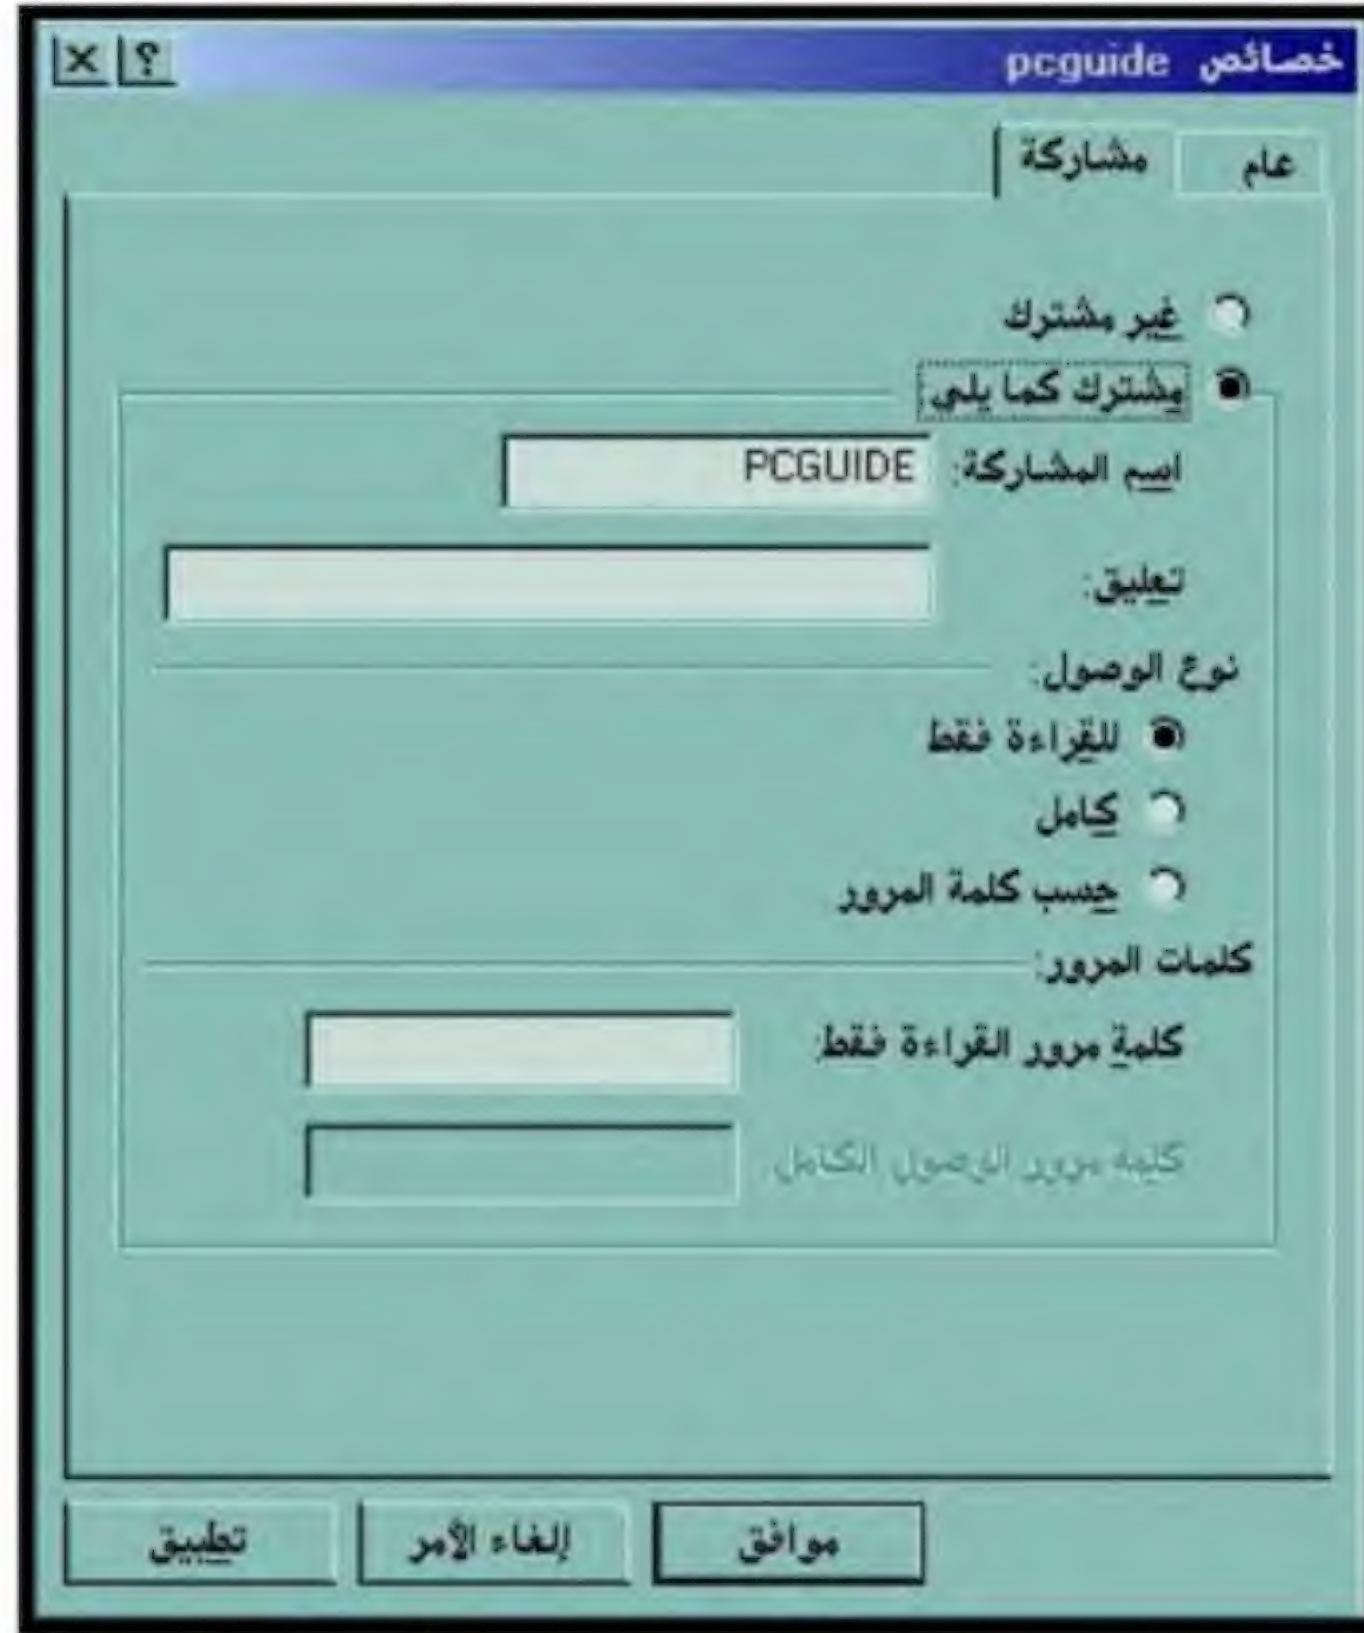 خصائص pcguide
عام مشاركة
غير مشترك
مشترك كما يلي:
اسم المشاركة: PCGUIDE
تعليق:
نوع الوصول:
للقراءة فقط
كامل
حسب كلمة المرور
كلمات المرور:
كلمة مرور القراءة فقط:
كلمة مرور الوصول الكامل:
موافق إلغاء الأمر تطبيق